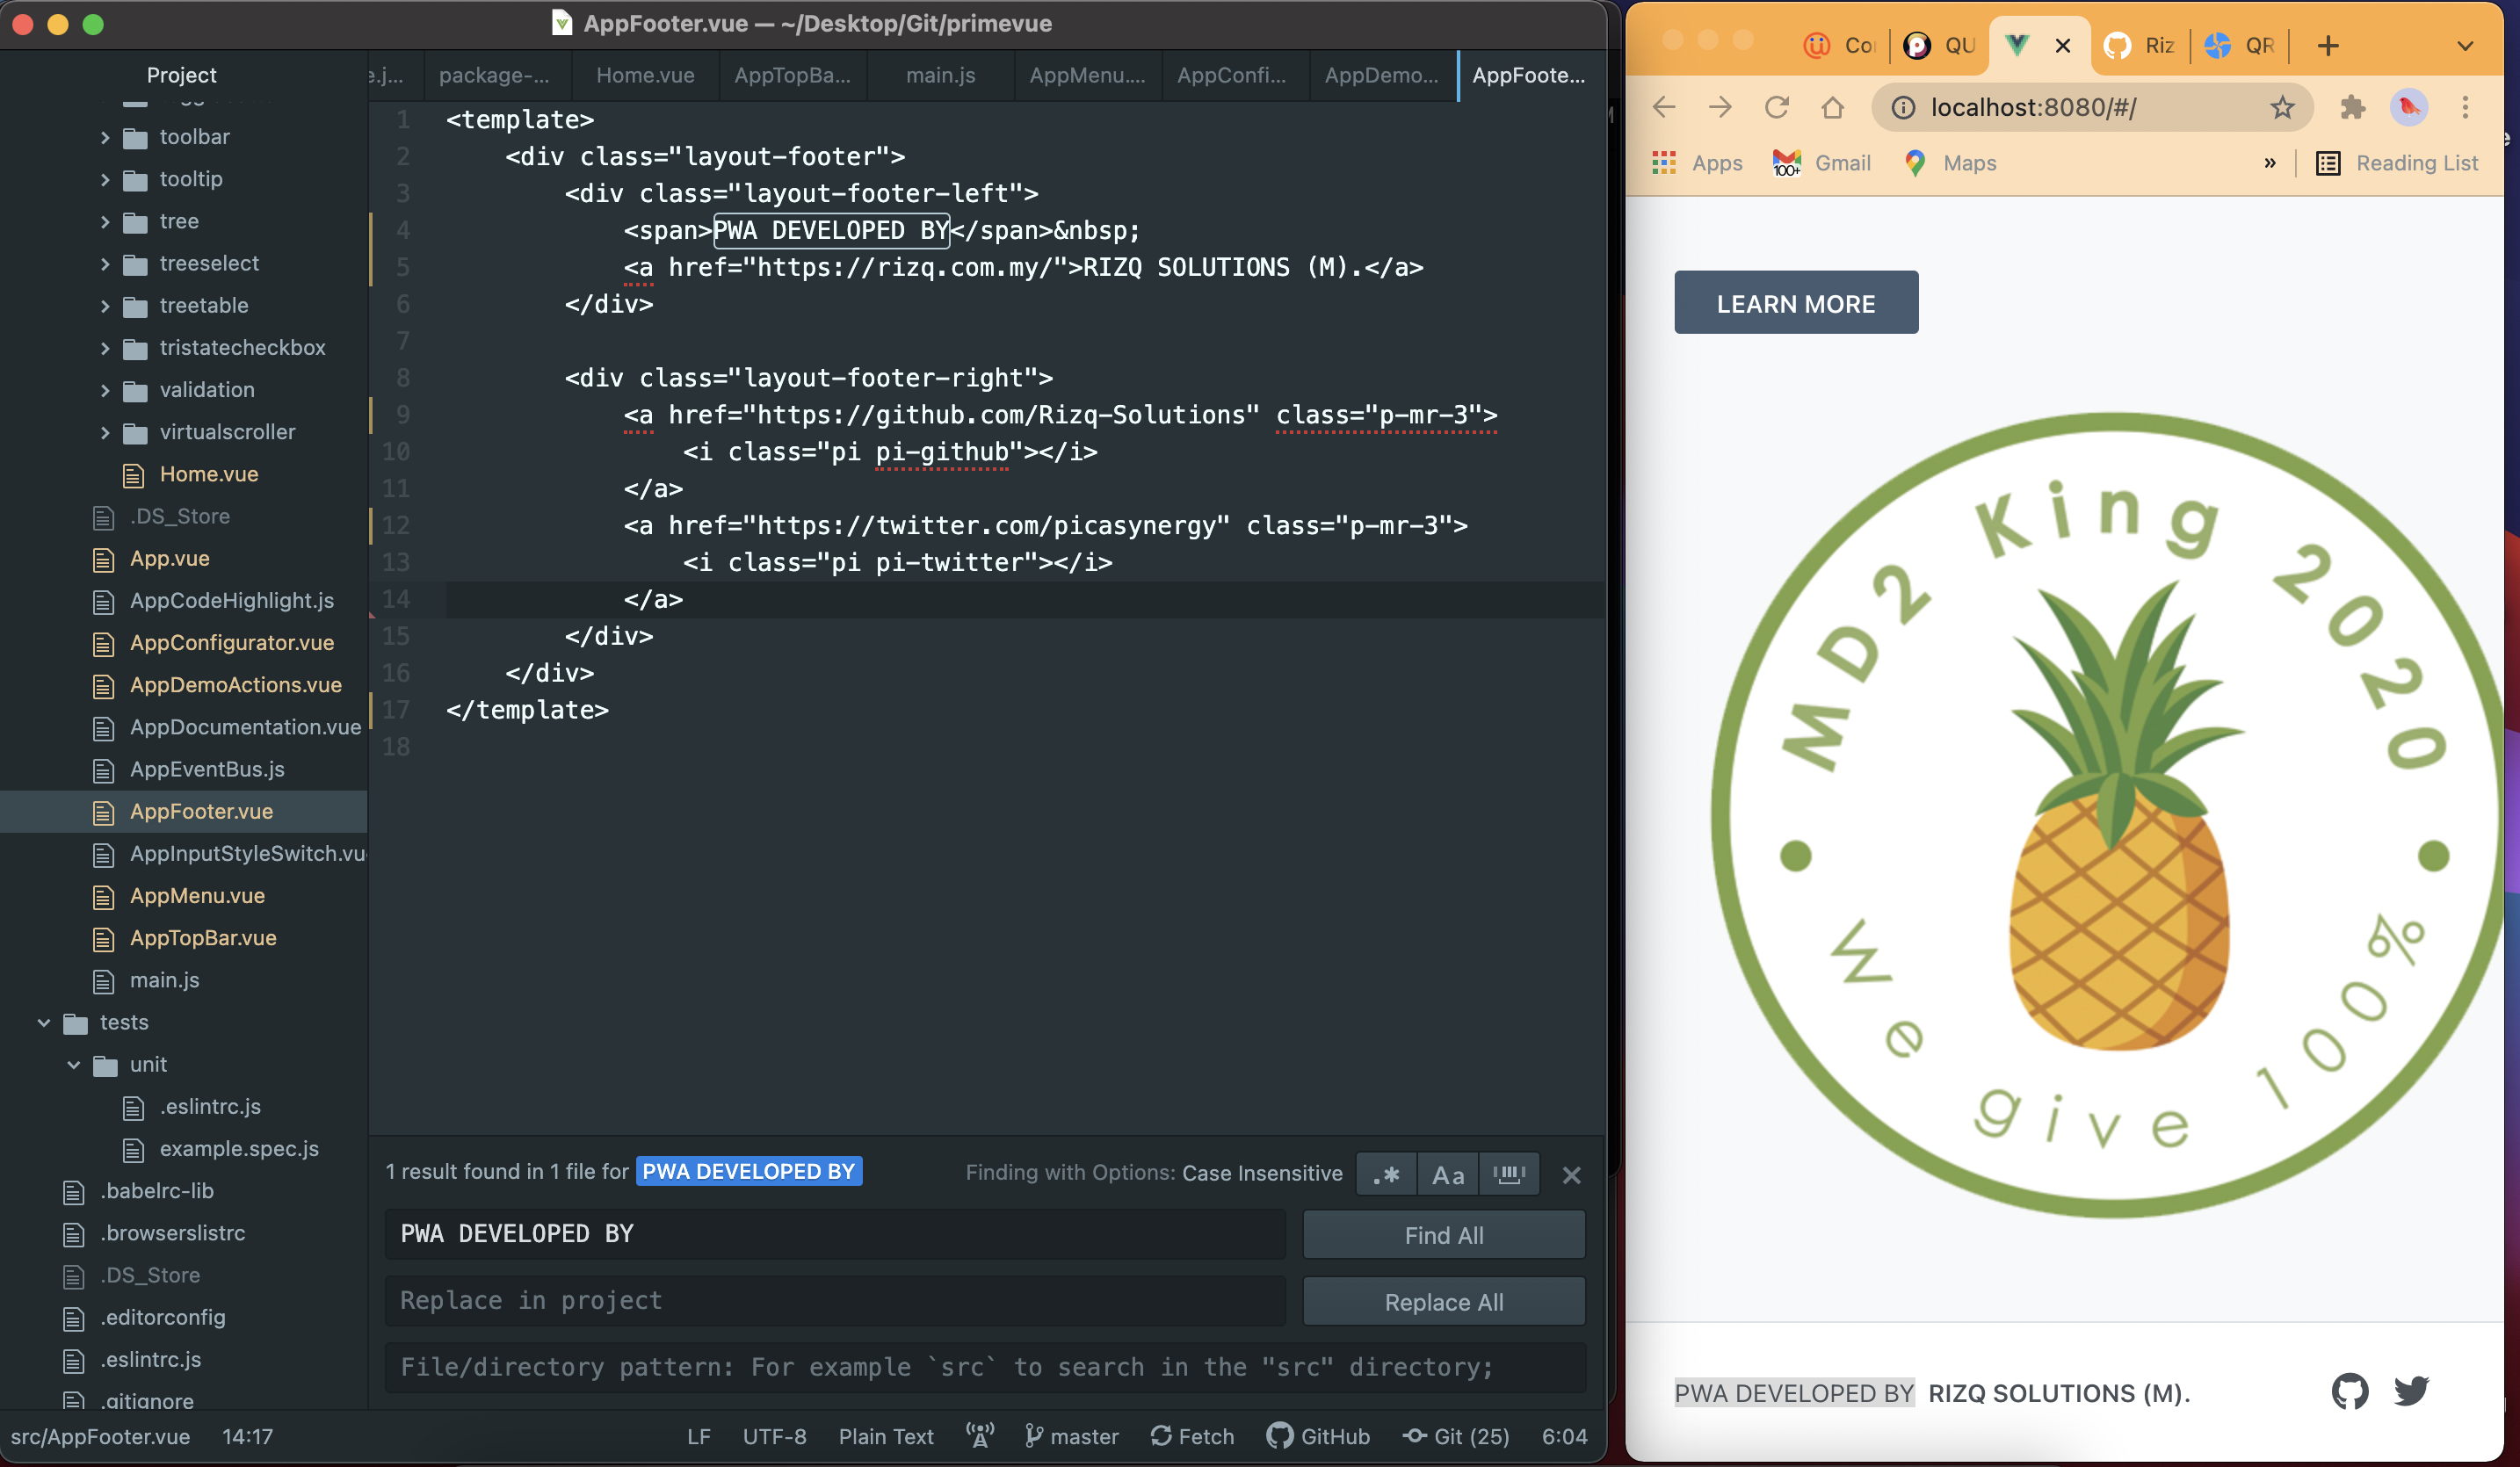 AppFooter.vue — ~/Desktop/Git/primevue
Project
e.j...
package-...
Home.vue
AppTopBa...
main.js
AppMenu....
AppConfi...
AppDemo...
AppFoote...
toolbar
tooltip
tree
treeselect
treetable
tristatecheckbox
validation
virtualscroller
Home.vue
.DS_Store
App.vue
AppCodeHighlight.js
AppConfigurator.vue
AppDemoActions.vue
AppDocumentation.vue
AppEventBus.js
AppFooter.vue
AppInputStyleSwitch.vu
AppMenu.vue
AppTopBar.vue
main.js
tests
unit
.eslintrc.js
example.spec.js
.babelrc-lib
.browserslistrc
.DS_Store
.editorconfig
.eslintrc.js
.gitignore
1 <template>
2 <div class="layout-footer">
3 <div class="layout-footer-left">
4 <span>PWA DEVELOPED BY</span>&nbsp;
5 <a href="https://rizq.com.my/">RIZQ SOLUTIONS (M).</a>
6 </div>
7
8 <div class="layout-footer-right">
9 <a href="https://github.com/Rizq-Solutions" class="p-mr-3">
10 <i class="pi pi-github"></i>
11 </a>
12 <a href="https://twitter.com/picasynergy" class="p-mr-3">
13 <i class="pi pi-twitter"></i>
14 </a>
15 </div>
16 </div>
17 </template>
18
1 result found in 1 file for PWA DEVELOPED BY
Finding with Options: Case Insensitive
.*
Aa
PWA DEVELOPED BY
Find All
Replace in project
Replace All
File/directory pattern: For example `src` to search in the "src" directory;
src/AppFooter.vue 14:17
LF UTF-8 Plain Text master Fetch GitHub Git (25) 6:04
Co
QU
Riz
QR
localhost:8080/#/
Apps
100+
Gmail
Maps
»
Reading List
LEARN MORE
MD2 King 2020
We give 100%
PWA DEVELOPED BY RIZQ SOLUTIONS (M).